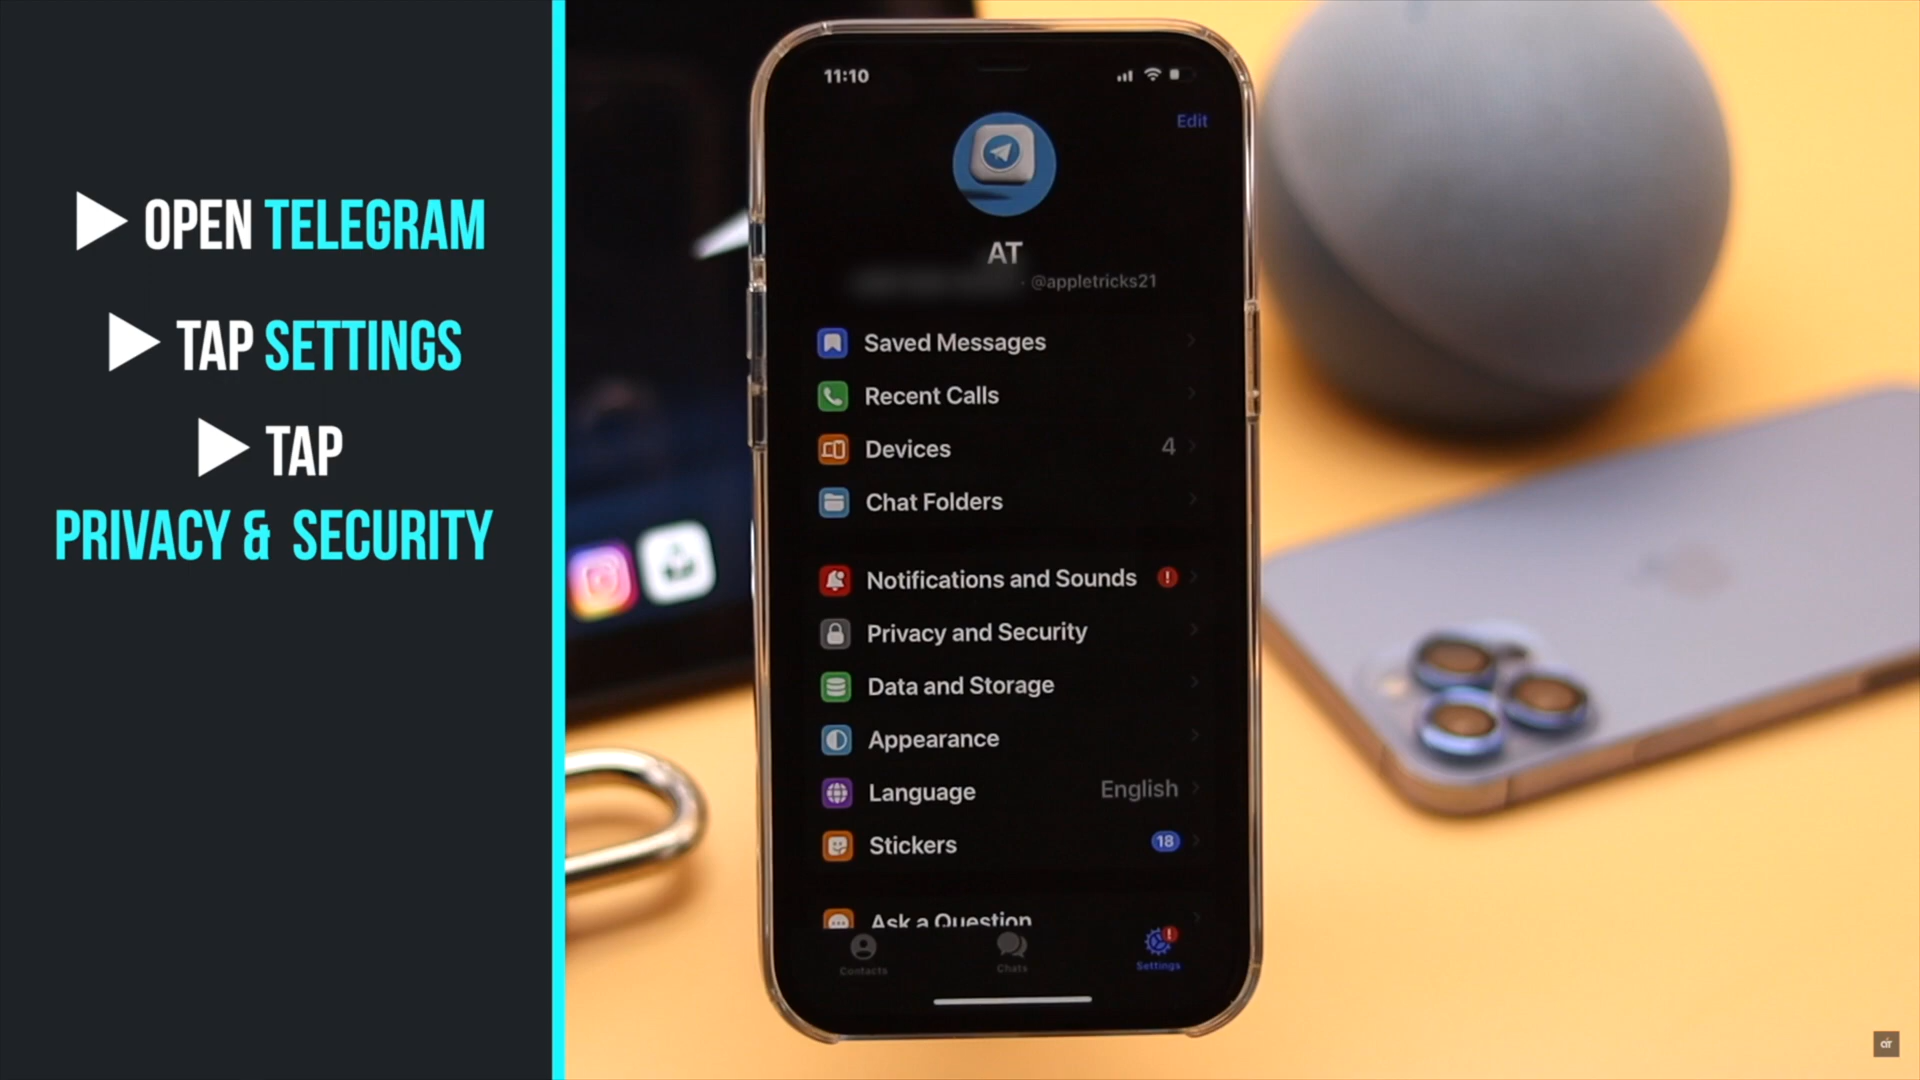 OPEN TELEGRAM
TAP SETTINGS
TAP
PRIVACY & SECURITY
11:10
Edit
AT
· @appletricks21
Saved Messages
Recent Calls
Devices 4
Chat Folders
Notifications and Sounds !
Privacy and Security
Data and Storage
Appearance
Language English
Stickers 18
Ask a Question
!
Contacts Chats Settings
air